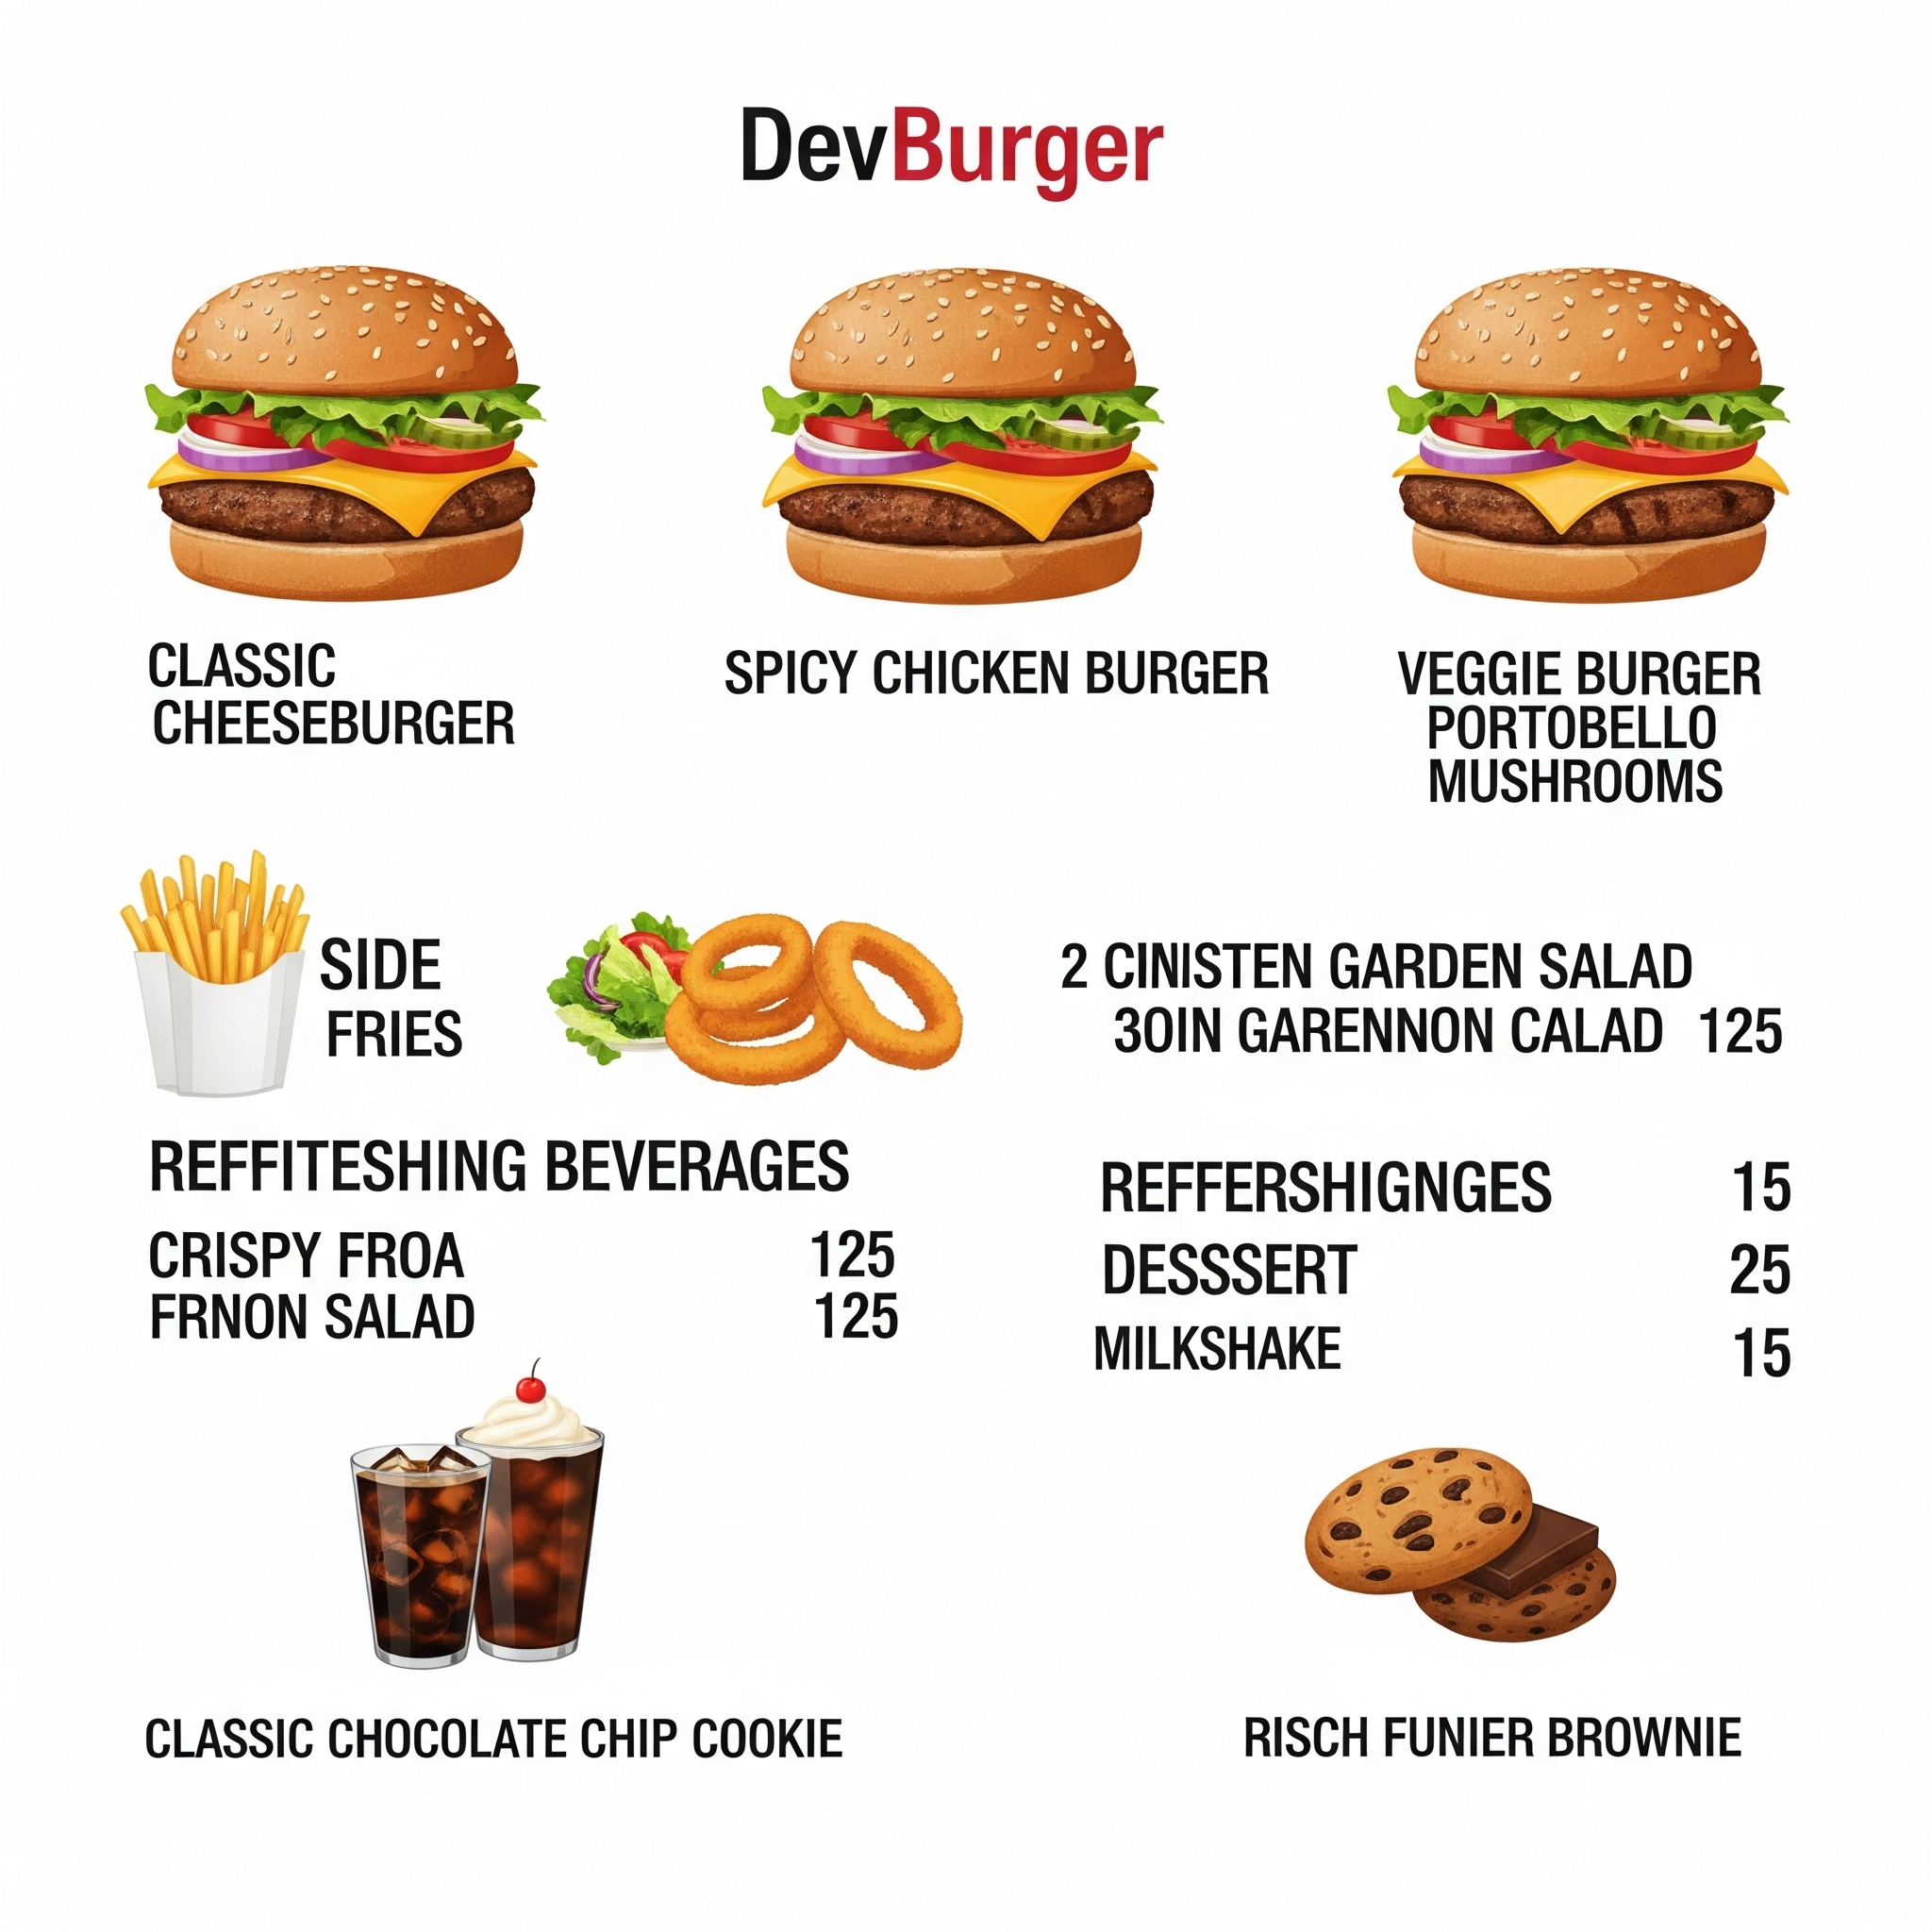 DevBurger
CLASSIC
CHEESEBURGER
SPICY CHICKEN BURGER
VEGGIE BURGER
PORTOBELLO
MUSHROOMS
SIDE
FRIES
2 CINISTEN GARDEN SALAD
30IN GARENNON CALAD 125
REFFITESHING BEVERAGES
CRISPY FROA 125
FRNON SALAD 125
REFFERSHIGNGES 15
DESSSERT 25
MILKSHAKE 15
CLASSIC CHOCOLATE CHIP COOKIE
RISCH FUNIER BROWNIE